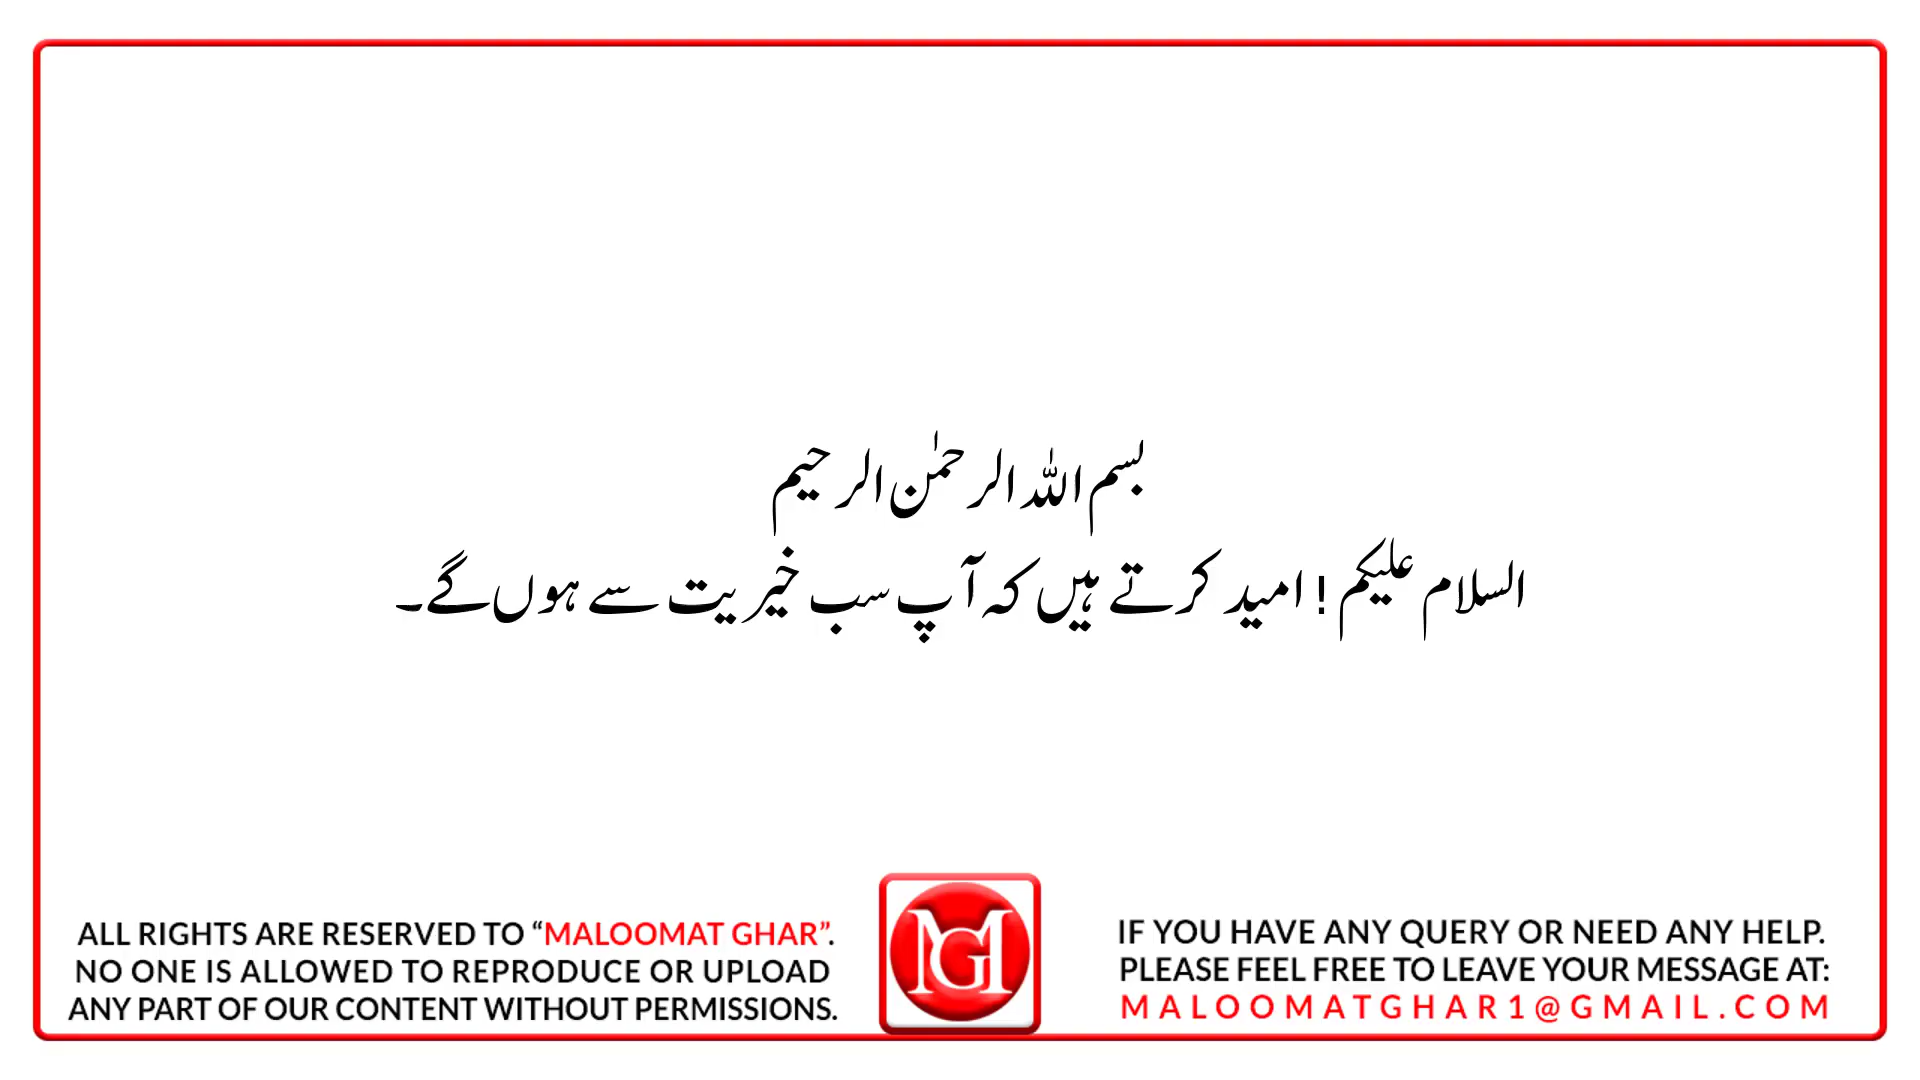 بسم اللہ الرحمٰن الرحیم
السلام علیکم! امید کرتے ہیں کہ آپ سب خیریت سے ہوں گے۔
ALL RIGHTS ARE RESERVED TO “MALOOMAT GHAR”.
NO ONE IS ALLOWED TO REPRODUCE OR UPLOAD
ANY PART OF OUR CONTENT WITHOUT PERMISSIONS.
MG
IF YOU HAVE ANY QUERY OR NEED ANY HELP.
PLEASE FEEL FREE TO LEAVE YOUR MESSAGE AT:
MALOOMATGHAR1@GMAIL.COM